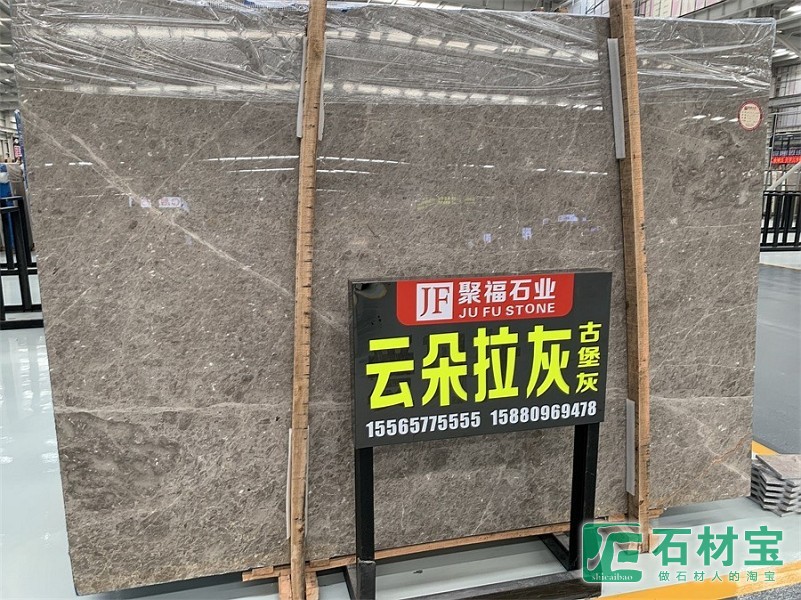 JF 聚福石业
JU FU STONE
云朵拉灰
古堡灰
15565775555 15880969478
石材宝
shicaibao
做石材人的淘宝